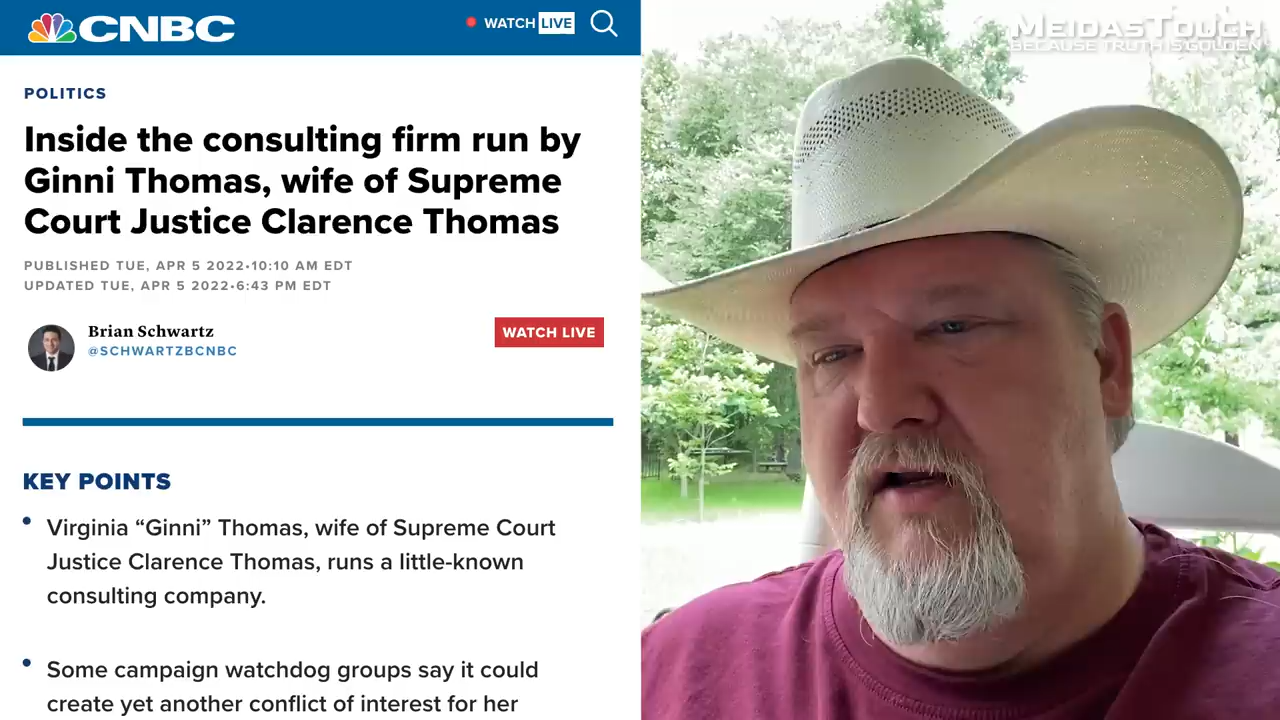 CNBC
WATCH LIVE
POLITICS
Inside the consulting firm run by
Ginni Thomas, wife of Supreme
Court Justice Clarence Thomas
PUBLISHED TUE, APR 5 2022•10:10 AM EDT
UPDATED TUE, APR 5 2022•6:43 PM EDT
Brian Schwartz
@SCHWARTZBCNBC
WATCH LIVE
KEY POINTS
• Virginia “Ginni” Thomas, wife of Supreme Court
Justice Clarence Thomas, runs a little-known
consulting company.
• Some campaign watchdog groups say it could
create yet another conflict of interest for her
MEIDASTOUCH
BECAUSE TRUTH IS GOLDEN